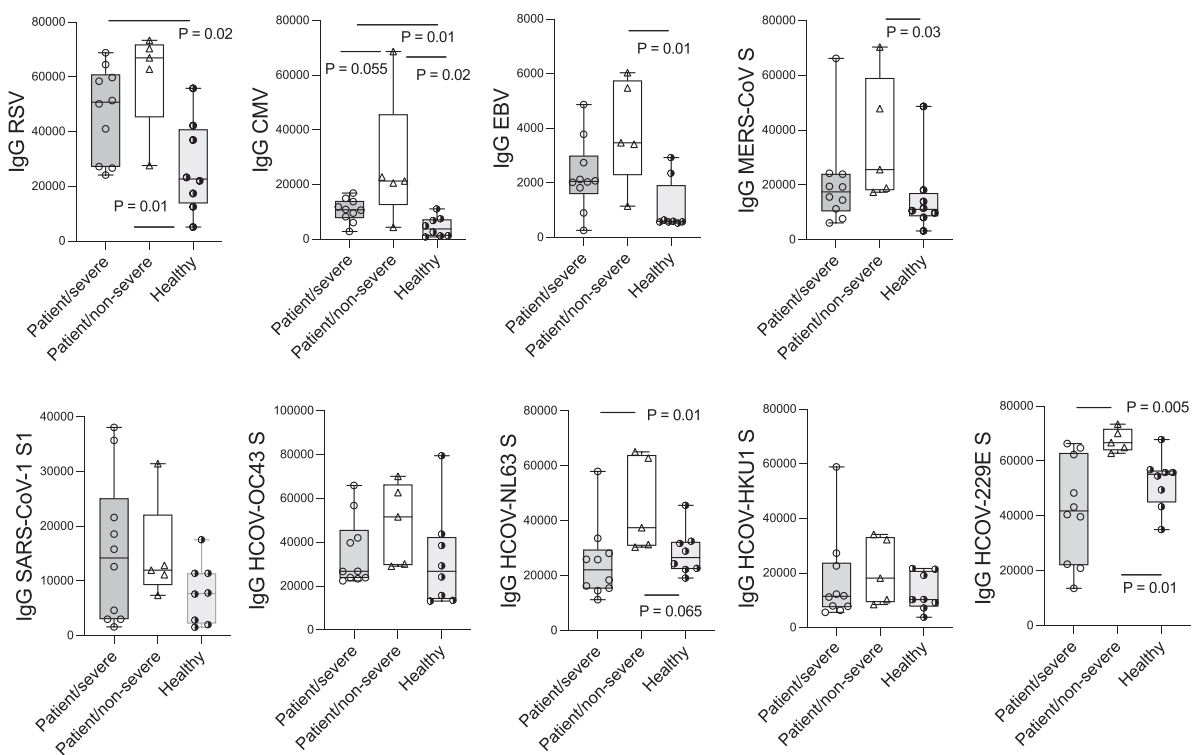 IgG RSV
80000
60000
40000
20000
0
P = 0.02
P = 0.01
Patient/severe
Patient/non-severe
Healthy
IgG CMV
80000
60000
40000
20000
0
P = 0.01
P = 0.055
P = 0.02
Patient/severe
Patient/non-severe
Healthy
IgG EBV
8000
6000
4000
2000
0
P = 0.01
Patient/severe
Patient/non-severe
Healthy
IgG MERS-CoV S
80000
60000
40000
20000
0
P = 0.03
Patient/severe
Patient/non-severe
Healthy
IgG SARS-CoV-1 S1
40000
30000
20000
10000
0
Patient/severe
Patient/non-severe
Healthy
IgG HCOV-OC43 S
100000
80000
60000
40000
20000
0
Patient/severe
Patient/non-severe
Healthy
IgG HCOV-NL63 S
80000
60000
40000
20000
0
P = 0.01
P = 0.065
Patient/severe
Patient/non-severe
Healthy
IgG HCOV-HKU1 S
80000
60000
40000
20000
0
Patient/severe
Patient/non-severe
Healthy
IgG HCOV-229E S
80000
60000
40000
20000
0
P = 0.005
P = 0.01
Patient/severe
Patient/non-severe
Healthy